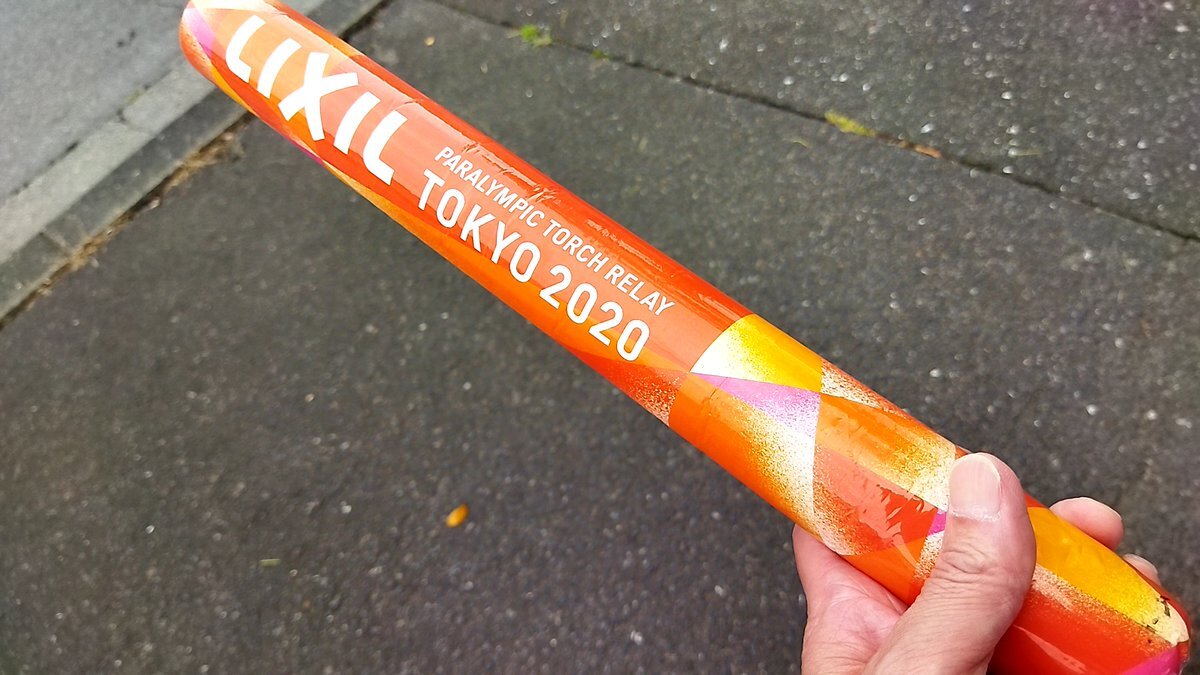 LIXIL
PARALYMPIC TORCH RELAY
TOKYO 2020